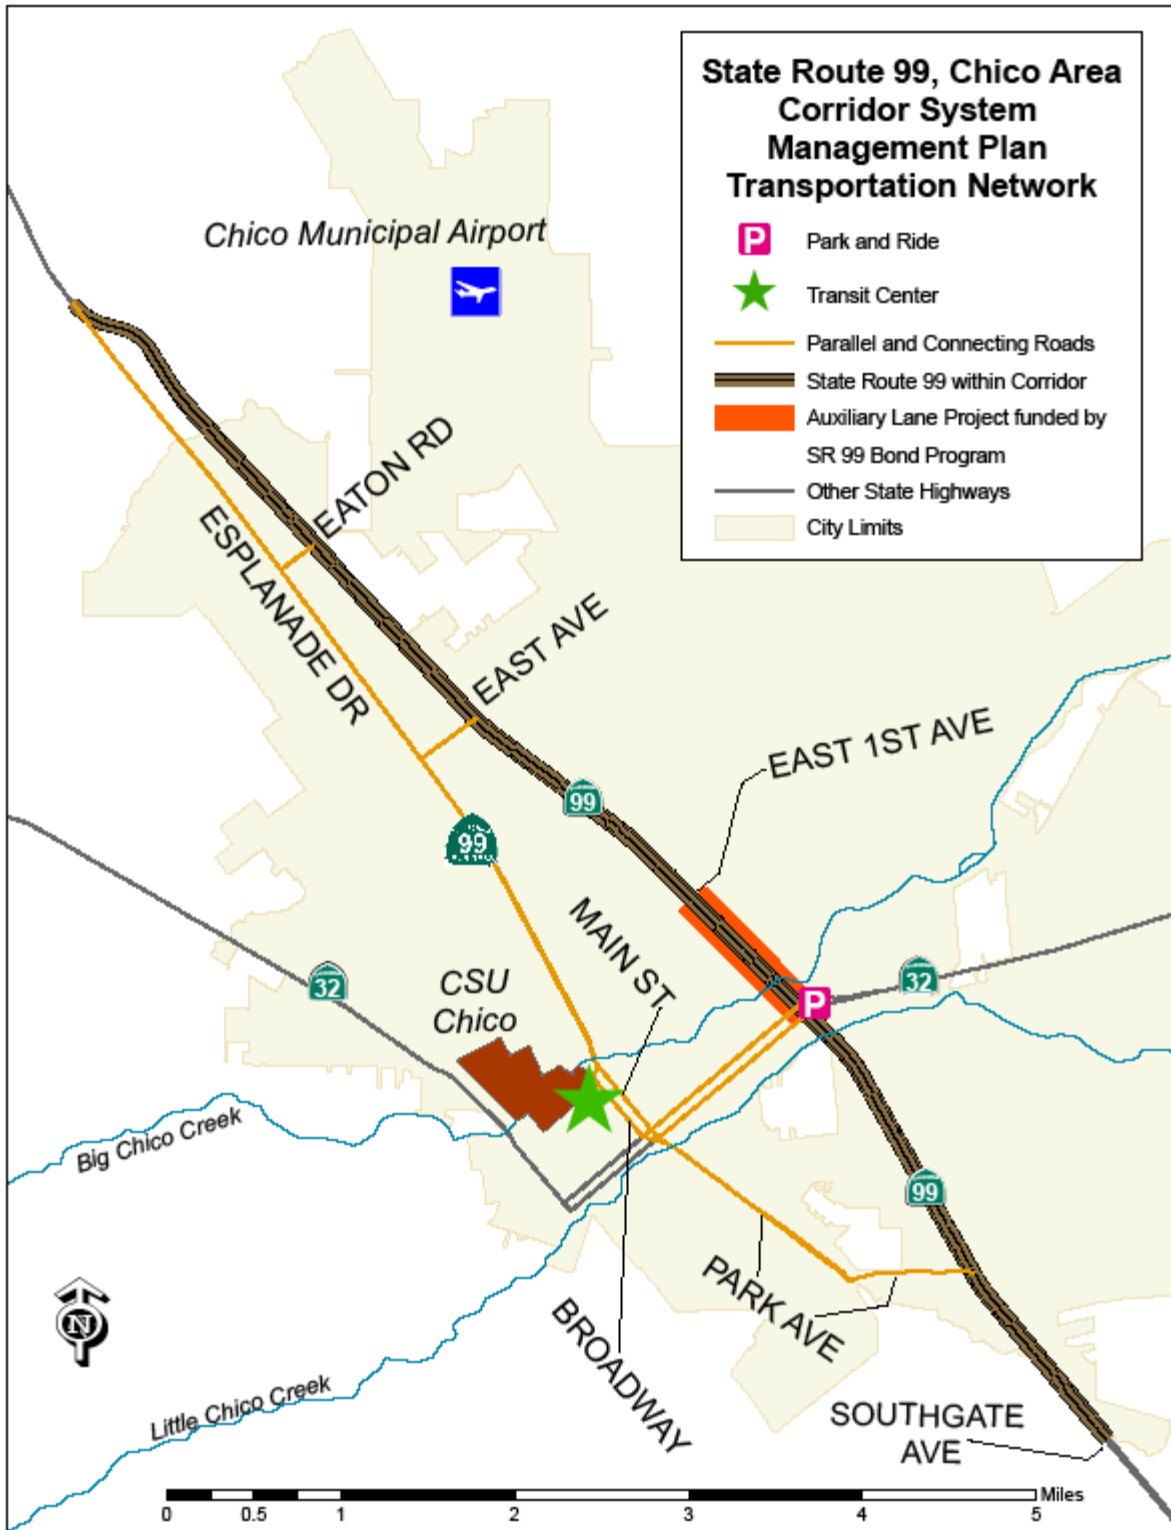 State Route 99, Chico Area
Corridor System
Management Plan
Transportation Network
P
Park and Ride
Transit Center
Parallel and Connecting Roads
State Route 99 within Corridor
Auxiliary Lane Project funded by
SR 99 Bond Program
Other State Highways
City Limits
Chico Municipal Airport
EATON RD
ESPLANADE DR
EAST AVE
EAST 1ST AVE
99
99
MAIN ST
32
CSU
Chico
P
32
Big Chico Creek
99
PARK AVE
BROADWAY
N
Little Chico Creek
SOUTHGATE
AVE
0 0.5 1 2 3 4 5 Miles